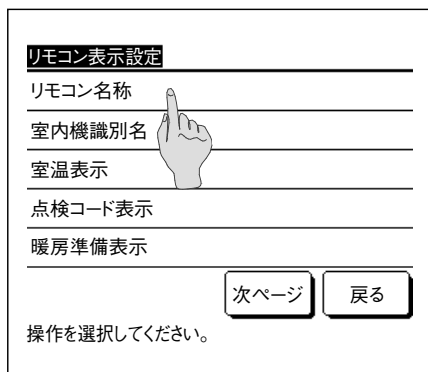 リモコン表示設定
リモコン名称
室内機識別名
室温表示
点検コード表示
暖房準備表示
次ページ 戻る
操作を選択してください。